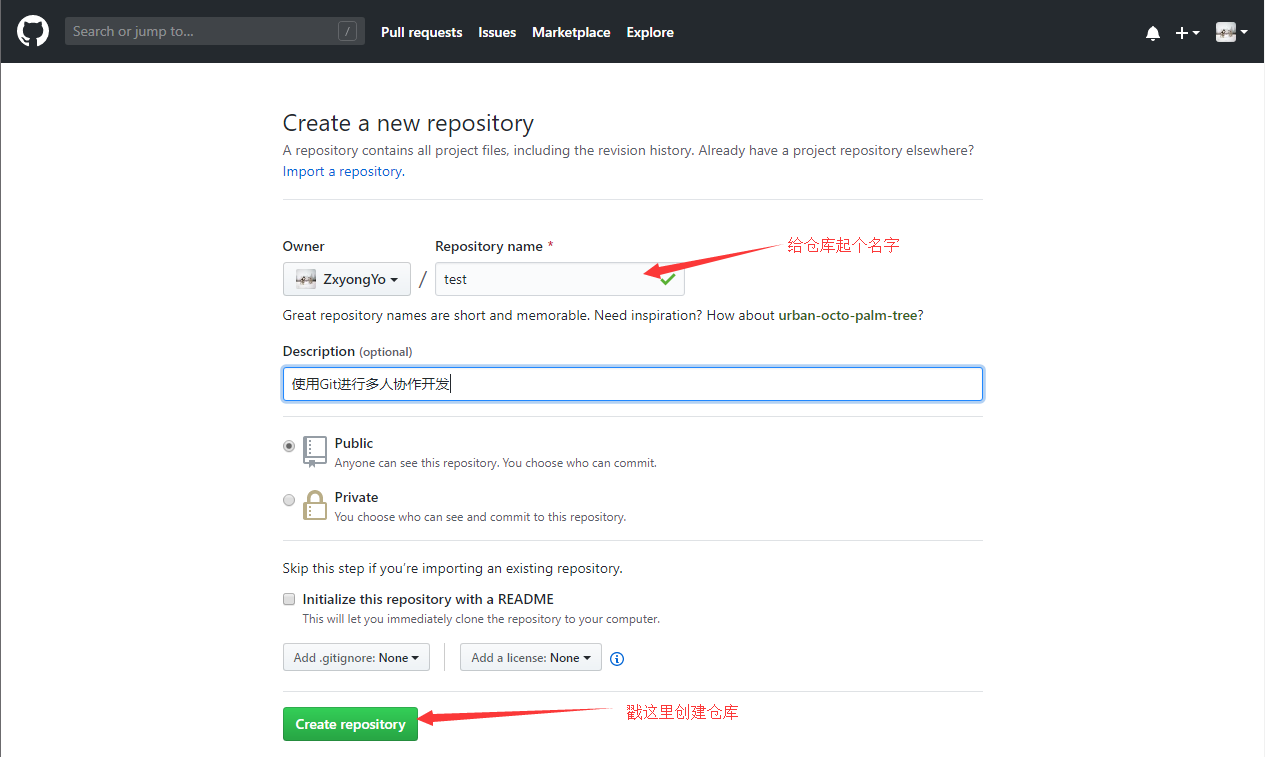 Search or jump to... /
Pull requests Issues Marketplace Explore
Create a new repository
A repository contains all project files, including the revision history. Already have a project repository elsewhere?
Import a repository.
Owner
Repository name *
给仓库起个名字
ZxyongYo / test
Great repository names are short and memorable. Need inspiration? How about urban-octo-palm-tree?
Description (optional)
使用Git进行多人协作开发
Public
Anyone can see this repository. You choose who can commit.
Private
You choose who can see and commit to this repository.
Skip this step if you’re importing an existing repository.
Initialize this repository with a README
This will let you immediately clone the repository to your computer.
Add .gitignore: None Add a license: None
Create repository
戳这里创建仓库